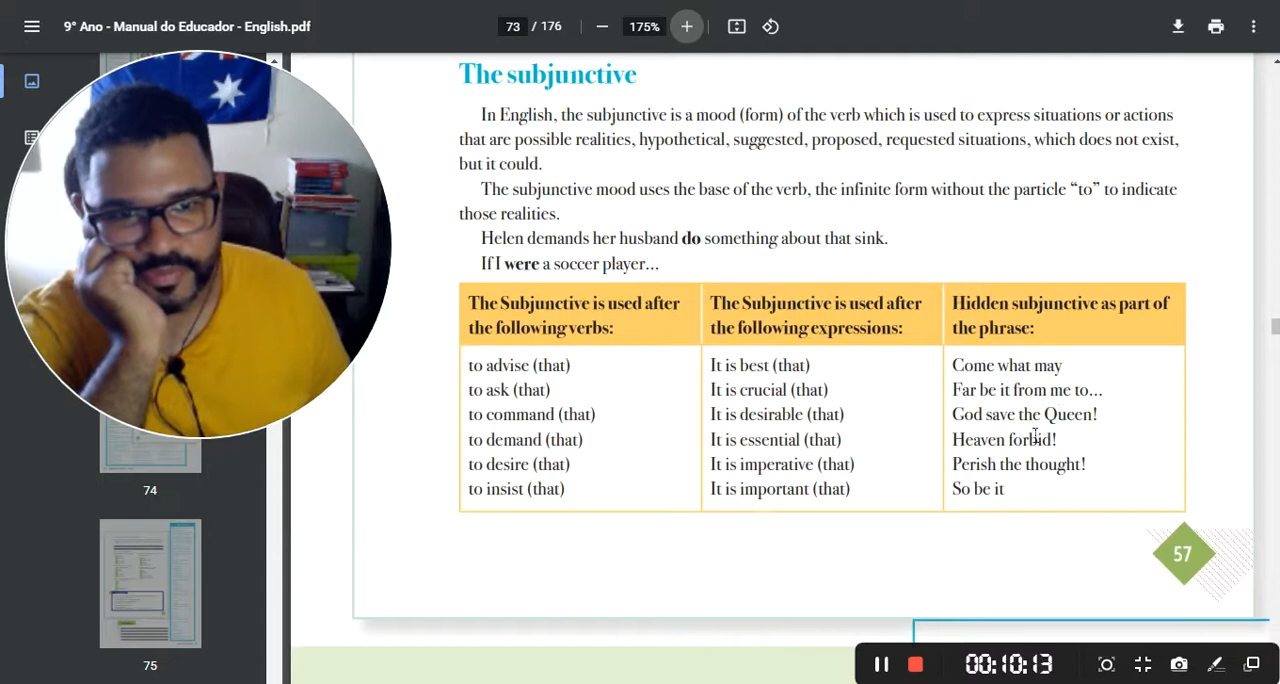 9° Ano - Manual do Educador - English.pdf
73 / 176
175%
The subjunctive
In English, the subjunctive is a mood (form) of the verb which is used to express situations or actions
that are possible realities, hypothetical, suggested, proposed, requested situations, which does not exist,
but it could.
The subjunctive mood uses the base of the verb, the infinite form without the particle “to” to indicate
those realities.
Helen demands her husband do something about that sink.
If I were a soccer player...
The Subjunctive is used after
the following verbs:
The Subjunctive is used after
the following expressions:
Hidden subjunctive as part of
the phrase:
to advise (that)
It is best (that)
Come what may
to ask (that)
It is crucial (that)
Far be it from me to...
to command (that)
It is desirable (that)
God save the Queen!
to demand (that)
It is essential (that)
Heaven forbid!
to desire (that)
It is imperative (that)
Perish the thought!
to insist (that)
It is important (that)
So be it
57
74
75
00:10:13